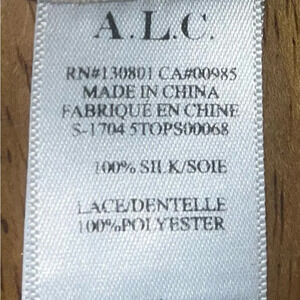 A.L.C.
RN#130801 CA#00985
MADE IN CHINA
FABRIQUÉ EN CHINE
S-1704 5TOPS00068
100% SILK/SOIE
LACE/DENTELLE
100%POLYESTER